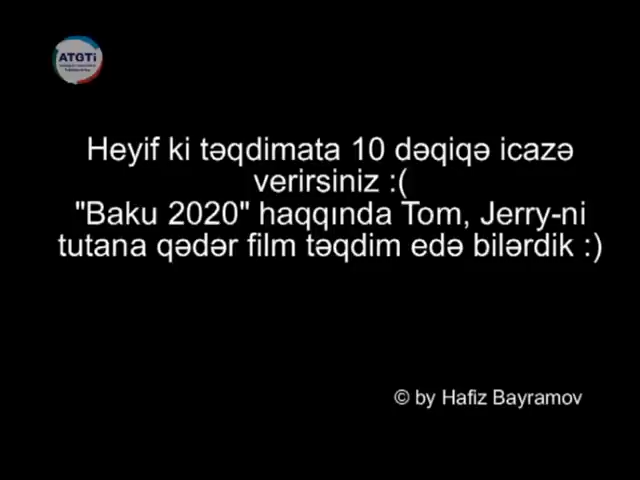 ATGTi
Heyif ki təqdimata 10 dəqiqə icazə
verirsiniz :(
"Baku 2020" haqqında Tom, Jerry-ni
tutana qədər film təqdim edə bilərdik :)
© by Hafiz Bayramov